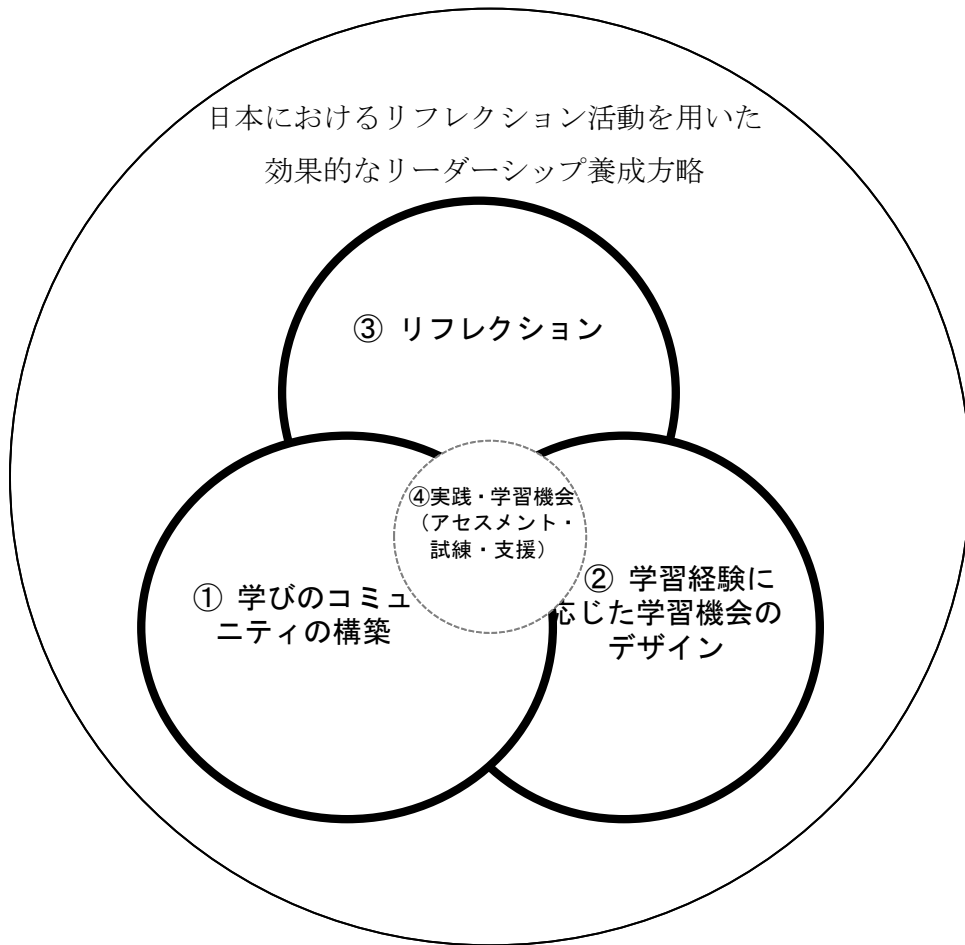 日本におけるリフレクション活動を用いた
効果的なリーダーシップ養成方略
③ リフレクション
④実践・学習機会
（アセスメント・
試練・支援）
① 学びのコミュ
ニティの構築
② 学習経験に
応じた学習機会の
デザイン